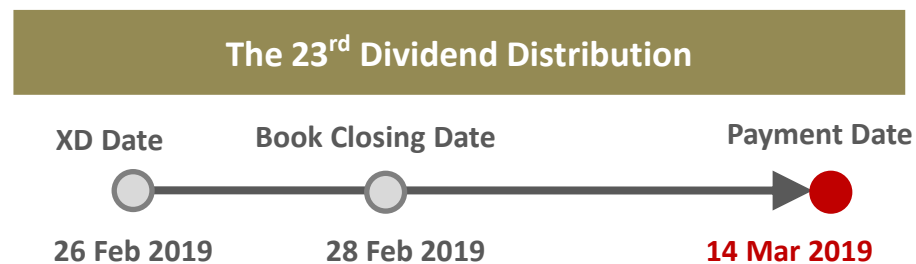 The 23rd Dividend Distribution
XD Date
Book Closing Date
Payment Date
26 Feb 2019
28 Feb 2019
14 Mar 2019